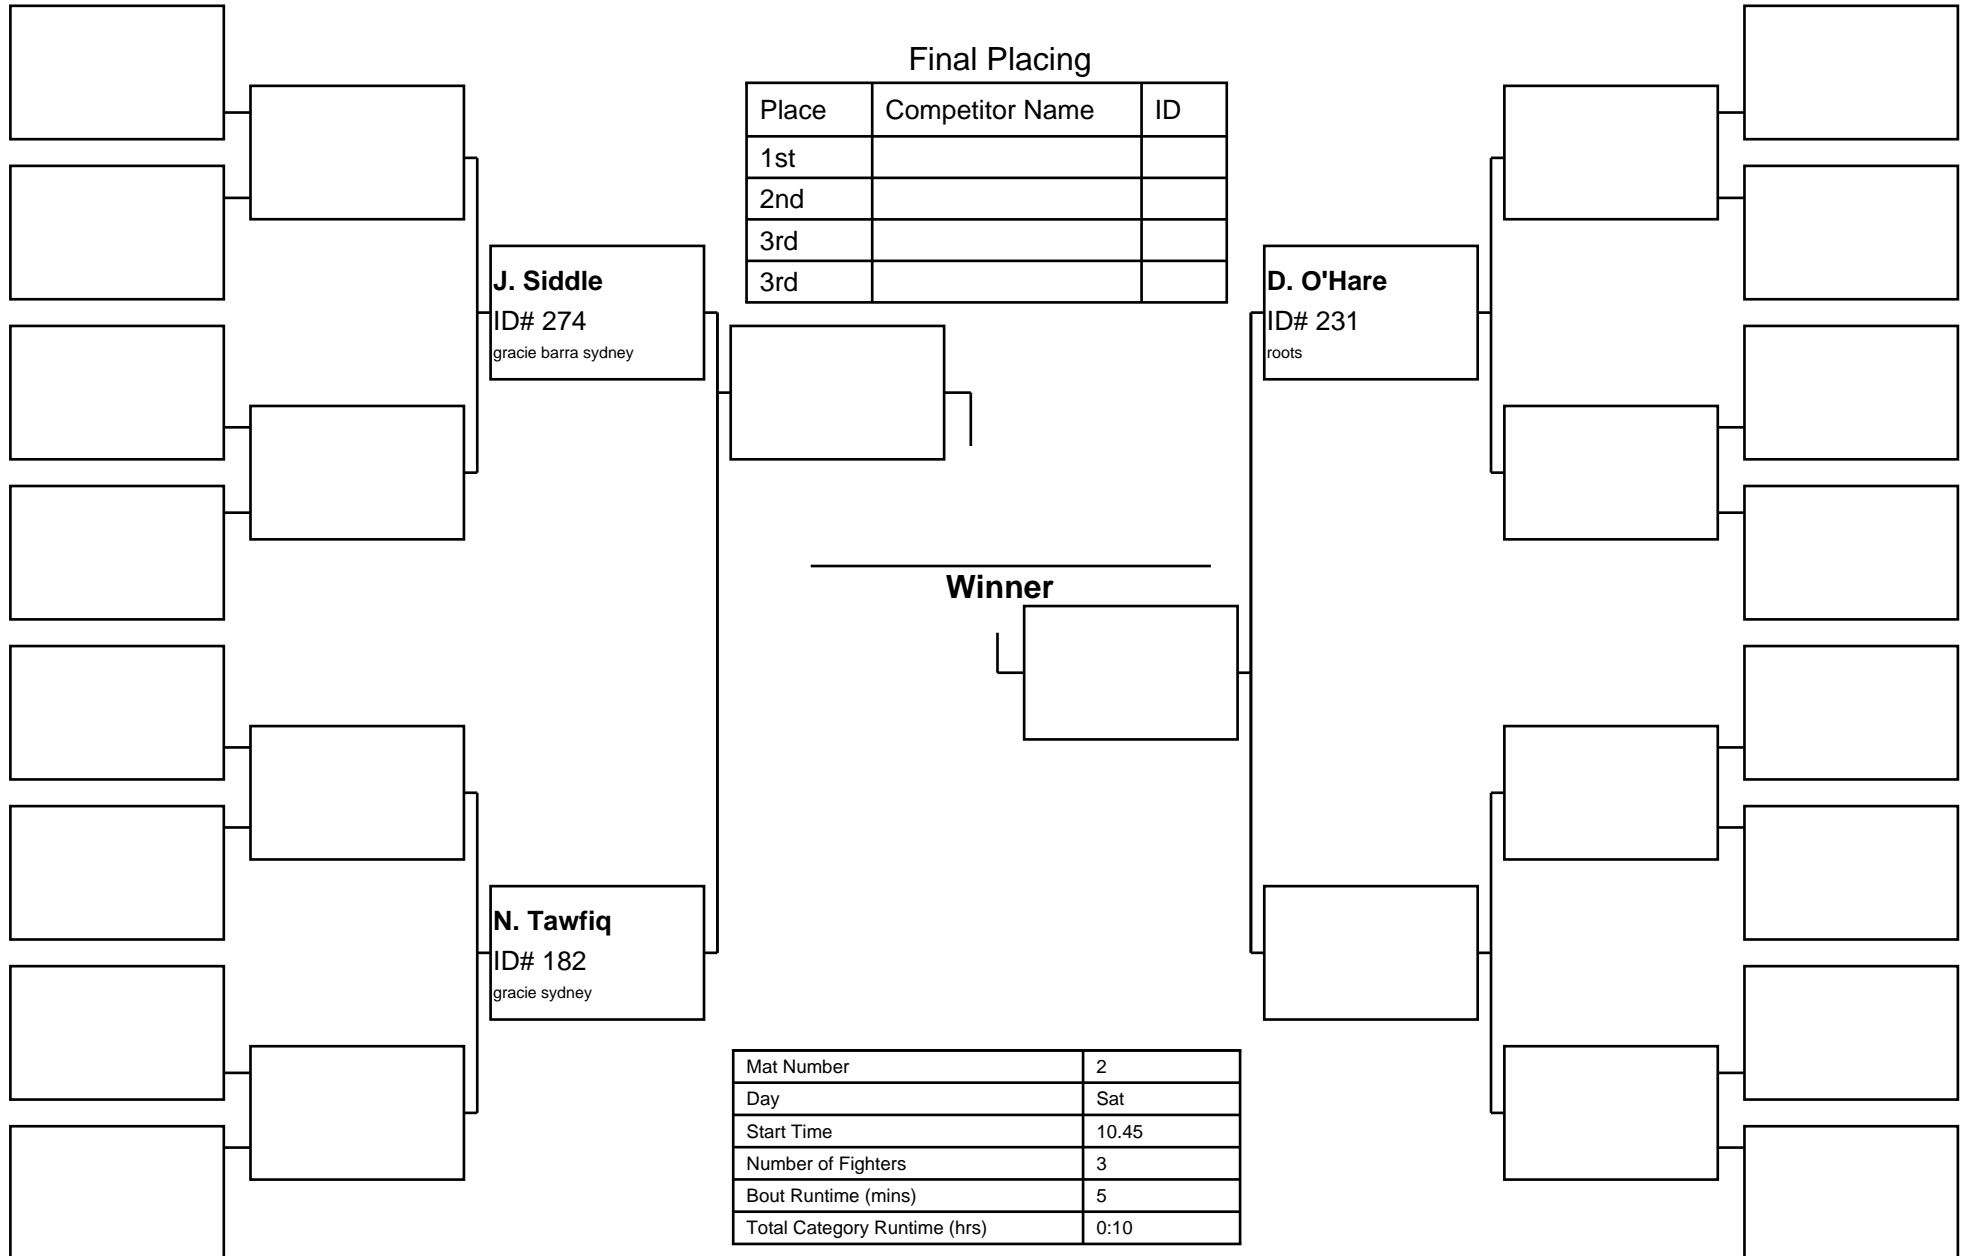 Final Placing
Place Competitor Name ID
1st
2nd
3rd
3rd
J. Siddle
ID# 274
gracie barra sydney
D. O'Hare
ID# 231
roots
Winner
N. Tawfiq
ID# 182
gracie sydney
Mat Number 2
Day Sat
Start Time 10.45
Number of Fighters 3
Bout Runtime (mins) 5
Total Category Runtime (hrs) 0:10